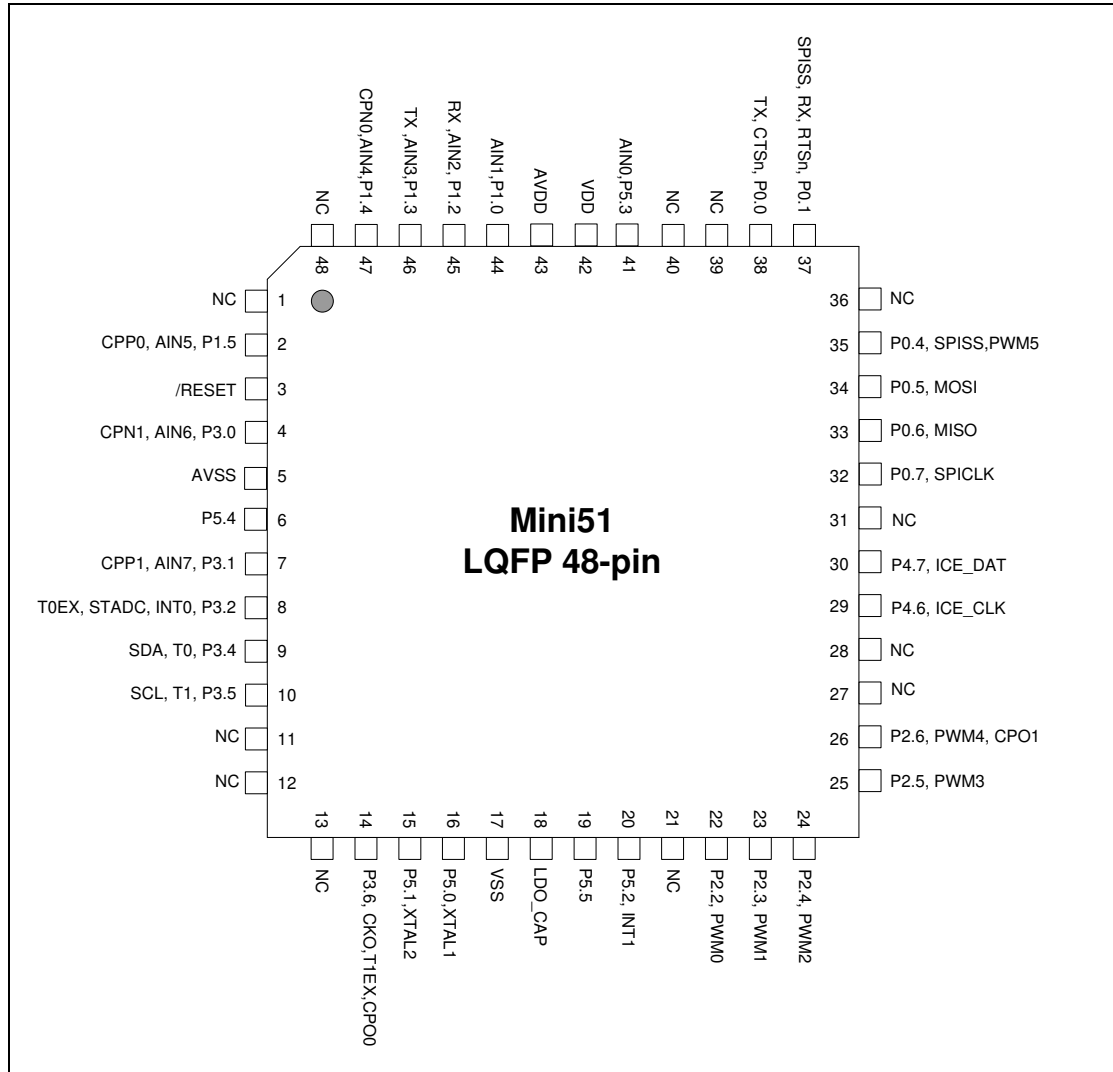 SPISS, RX, RTSn, P0.1
TX, CTSn, P0.0
NC
NC
AIN0,P5.3
VDD
AVDD
AIN1,P1.0
RX ,AIN2, P1.2
TX ,AIN3,P1.3
CPN0,AIN4,P1.4
NC
48
47
46
45
44
43
42
41
40
39
38
37
NC 1
CPP0, AIN5, P1.5 2
/RESET 3
CPN1, AIN6, P3.0 4
AVSS 5
P5.4 6
CPP1, AIN7, P3.1 7
T0EX, STADC, INT0, P3.2 8
SDA, T0, P3.4 9
SCL, T1, P3.5 10
NC 11
NC 12
Mini51
LQFP 48-pin
36 NC
35 P0.4, SPISS,PWM5
34 P0.5, MOSI
33 P0.6, MISO
32 P0.7, SPICLK
31 NC
30 P4.7, ICE_DAT
29 P4.6, ICE_CLK
28 NC
27 NC
26 P2.6, PWM4, CPO1
25 P2.5, PWM3
13
14
15
16
17
18
19
20
21
22
23
24
NC
P3.6, CKO,T1EX,CPO0
P5.1,XTAL2
P5.0,XTAL1
VSS
LDO_CAP
P5.5
P5.2, INT1
NC
P2.2, PWM0
P2.3, PWM1
P2.4, PWM2